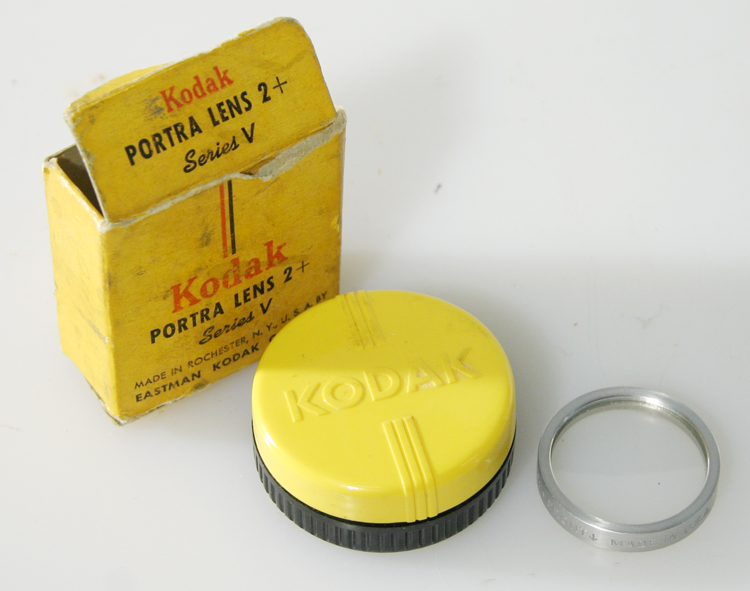 Kodak
PORTRA LENS 2+
Series V
Kodak
PORTRA LENS 2+
Series V
MADE IN ROCHESTER, N. Y., U. S. A. BY
EASTMAN KODAK
KODAK